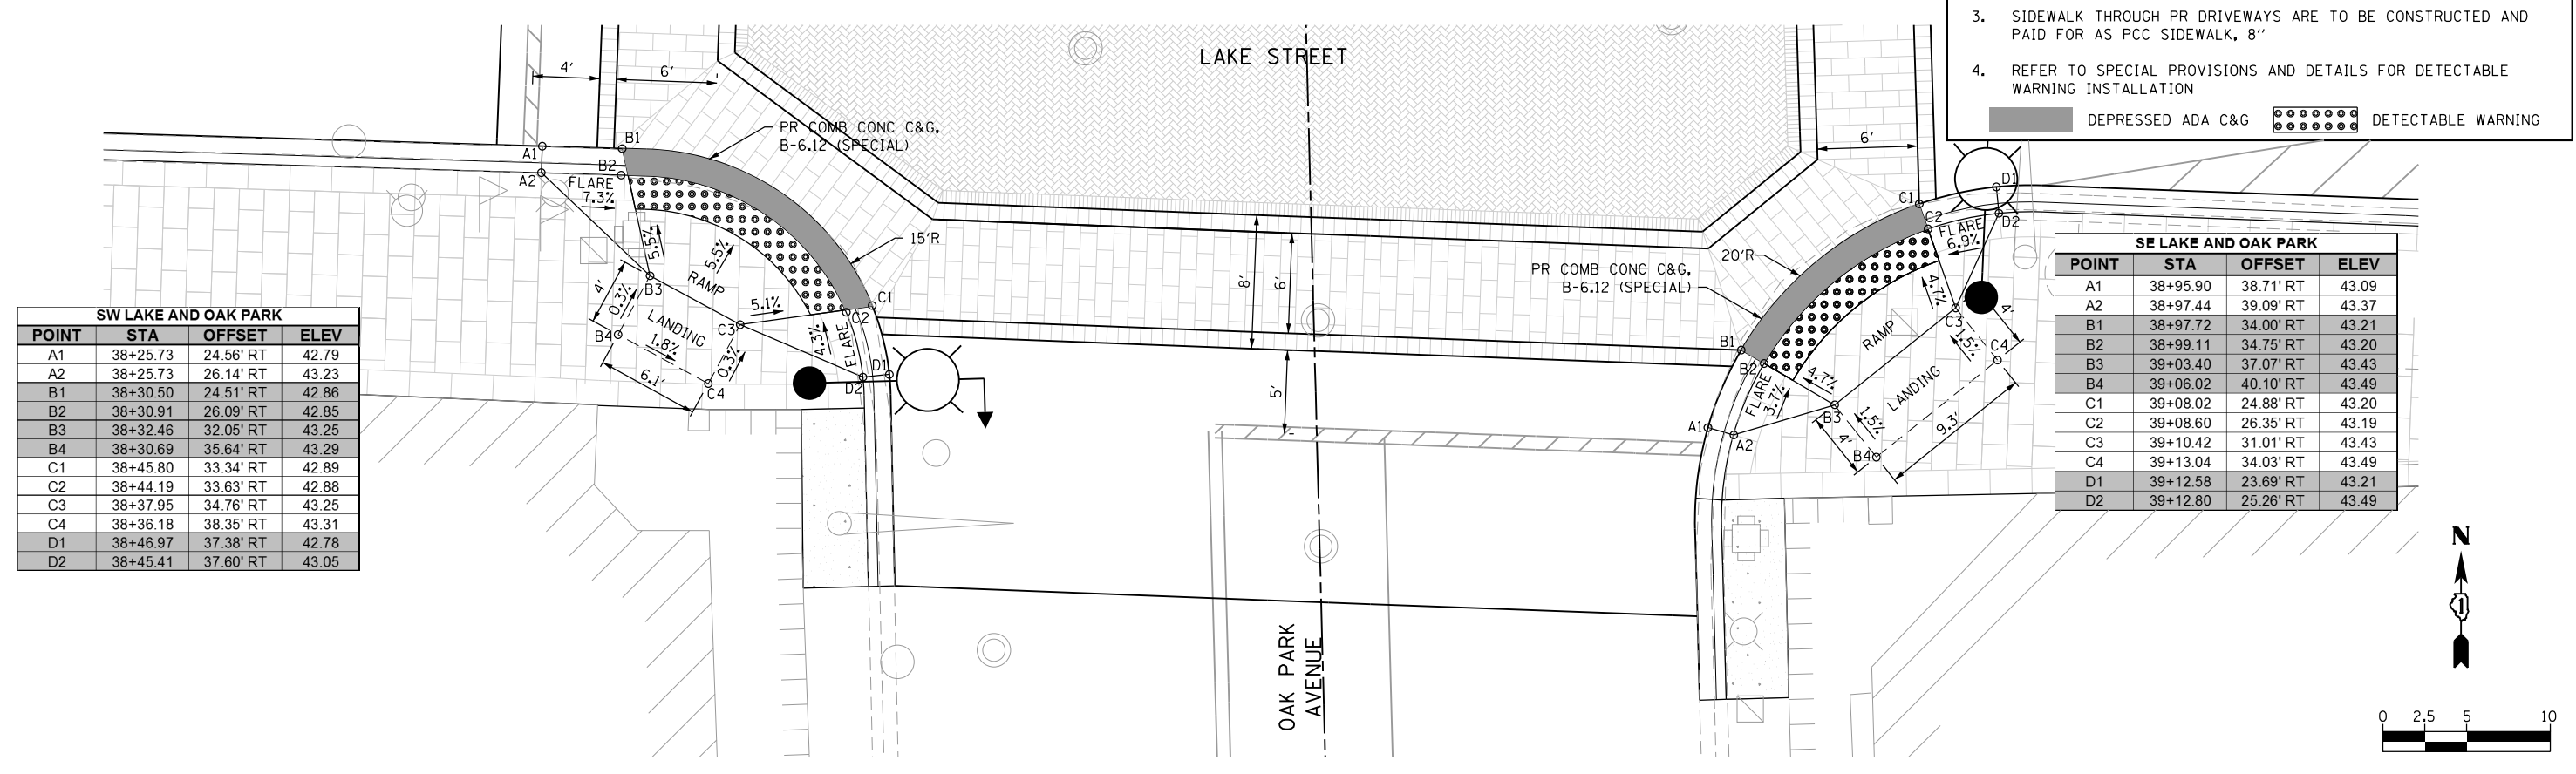 3. SIDEWALK THROUGH PR DRIVEWAYS ARE TO BE CONSTRUCTED AND
PAID FOR AS PCC SIDEWALK, 8"
4. REFER TO SPECIAL PROVISIONS AND DETAILS FOR DETECTABLE
WARNING INSTALLATION
DEPRESSED ADA C&G
DETECTABLE WARNING
LAKE STREET
4'
6'
PR COMB CONC C&G,
B-6.12 (SPECIAL)
A1
B1
A2
B2
FLARE
7.3%
5.5%
5.5%
RAMP
15'R
4'
B3
0.3%
5.1%
C1
C2
LANDING
C3
B4
1.8%
0.3%
4.3%
FLARE
D1
D2
6.1'
C4
8'
6'
5'
OAK PARK
AVENUE
6'
C1
C2
D1
D2
FLARE
6.9%
20'R
PR COMB CONC C&G,
B-6.12 (SPECIAL)
4.7%
C3
4'
RAMP
1.5%
C4
B1
B2
4.7%
FLARE
3.7%
B3
LANDING
A1
A2
1.5%
4'
B4
9.3'
SW LAKE AND OAK PARK
POINT STA OFFSET ELEV
A1 38+25.73 24.56' RT 42.79
A2 38+25.73 26.14' RT 43.23
B1 38+30.50 24.51' RT 42.86
B2 38+30.91 26.09' RT 42.85
B3 38+32.46 32.05' RT 43.25
B4 38+30.69 35.64' RT 43.29
C1 38+45.80 33.34' RT 42.89
C2 38+44.19 33.63' RT 42.88
C3 38+37.95 34.76' RT 43.25
C4 38+36.18 38.35' RT 43.31
D1 38+46.97 37.38' RT 42.78
D2 38+45.41 37.60' RT 43.05
SE LAKE AND OAK PARK
POINT STA OFFSET ELEV
A1 38+95.90 38.71' RT 43.09
A2 38+97.44 39.09' RT 43.37
B1 38+97.72 34.00' RT 43.21
B2 38+99.11 34.75' RT 43.20
B3 39+03.40 37.07' RT 43.43
B4 39+06.02 40.10' RT 43.49
C1 39+08.02 24.88' RT 43.20
C2 39+08.60 26.35' RT 43.19
C3 39+10.42 31.01' RT 43.43
C4 39+13.04 34.03' RT 43.49
D1 39+12.58 23.69' RT 43.21
D2 39+12.80 25.26' RT 43.49
N
0 2.5 5 10